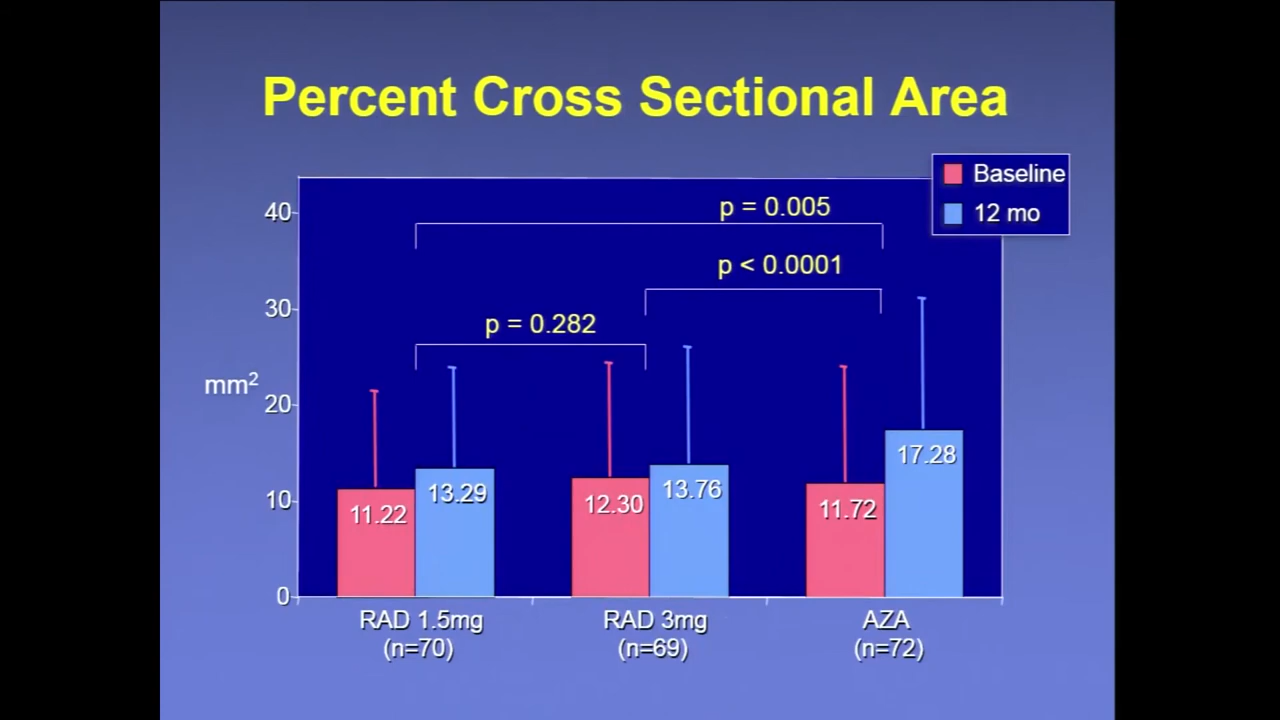 Percent Cross Sectional Area
Baseline
12 mo
40
30
20
10
0
mm²
p = 0.005
p < 0.0001
p = 0.282
11.22
13.29
12.30
13.76
11.72
17.28
RAD 1.5mg
(n=70)
RAD 3mg
(n=69)
AZA
(n=72)